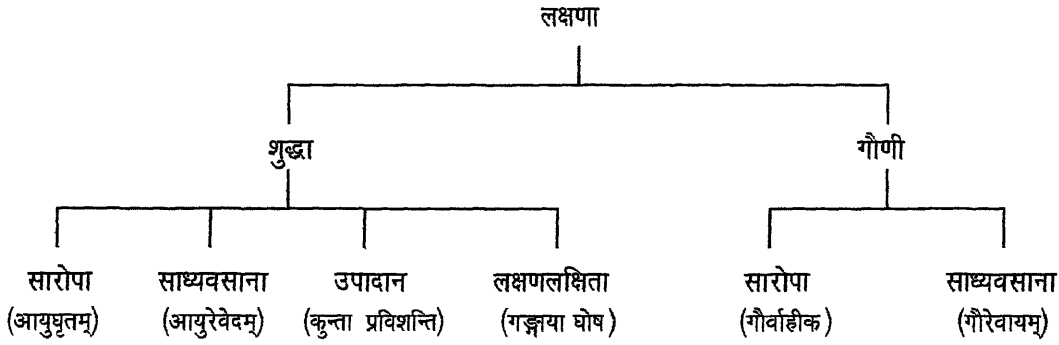 लक्षणा
शुद्धा गौणी
सारोपा साध्यवसाना उपादान लक्षणलक्षिता सारोपा साध्यवसाना
(आयुघृतम्) (आयुरेवेदम्) (कुन्ता प्रविशन्ति) (गङ्गाया घोष) (गौर्वाहीक) (गौरेवायम्)